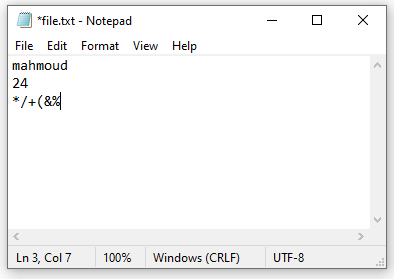 *file.txt - Notepad
File Edit Format View Help
mahmoud
24
*/+(&%
Ln 3, Col 7 100% Windows (CRLF) UTF-8